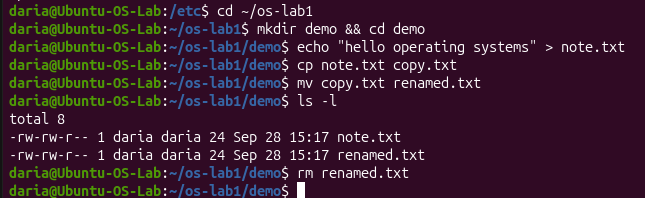 daria@Ubuntu-OS-Lab:/etc$ cd ~/os-lab1
daria@Ubuntu-OS-Lab:~/os-lab1$ mkdir demo && cd demo
daria@Ubuntu-OS-Lab:~/os-lab1/demo$ echo "hello operating systems" > note.txt
daria@Ubuntu-OS-Lab:~/os-lab1/demo$ cp note.txt copy.txt
daria@Ubuntu-OS-Lab:~/os-lab1/demo$ mv copy.txt renamed.txt
daria@Ubuntu-OS-Lab:~/os-lab1/demo$ ls -l
total 8
-rw-rw-r-- 1 daria daria 24 Sep 28 15:17 note.txt
-rw-rw-r-- 1 daria daria 24 Sep 28 15:17 renamed.txt
daria@Ubuntu-OS-Lab:~/os-lab1/demo$ rm renamed.txt
daria@Ubuntu-OS-Lab:~/os-lab1/demo$